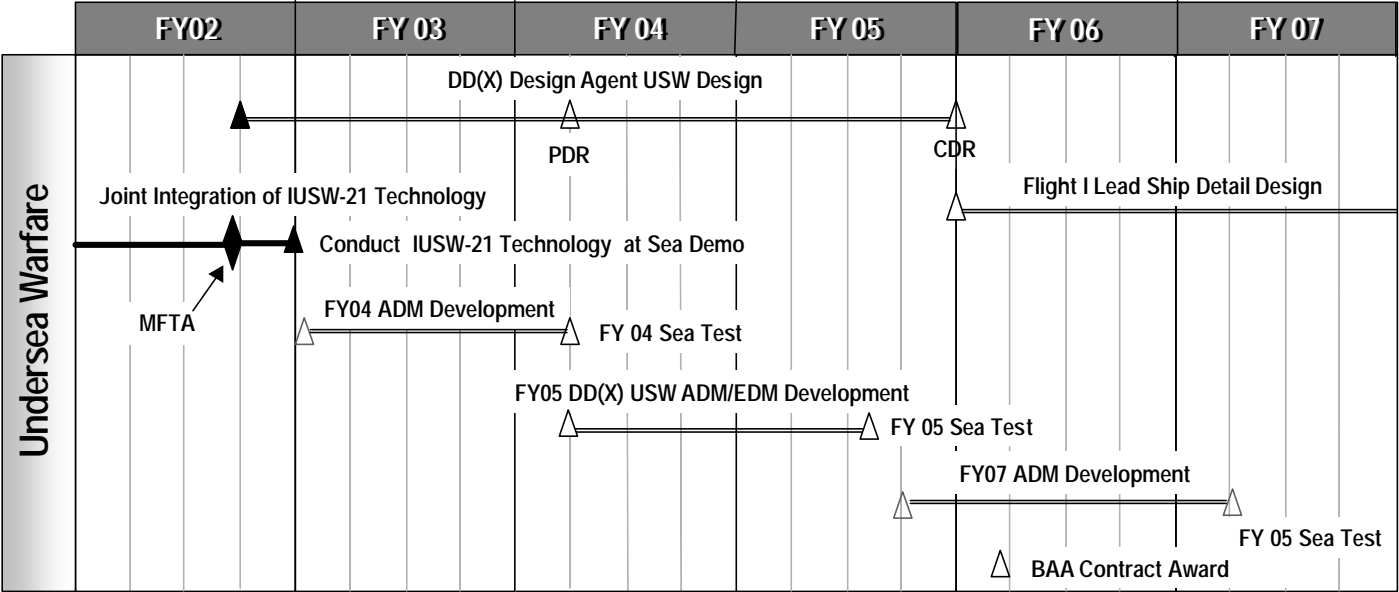 FY02 FY 03 FY 04 FY 05 FY 06 FY 07
Undersea Warfare
DD(X) Design Agent USW Design
PDR
CDR
Flight I Lead Ship Detail Design
Joint Integration of IUSW-21 Technology
Conduct IUSW-21 Technology at Sea Demo
MFTA
FY04 ADM Development
FY 04 Sea Test
FY05 DD(X) USW ADM/EDM Development
FY 05 Sea Test
FY07 ADM Development
FY 05 Sea Test
BAA Contract Award